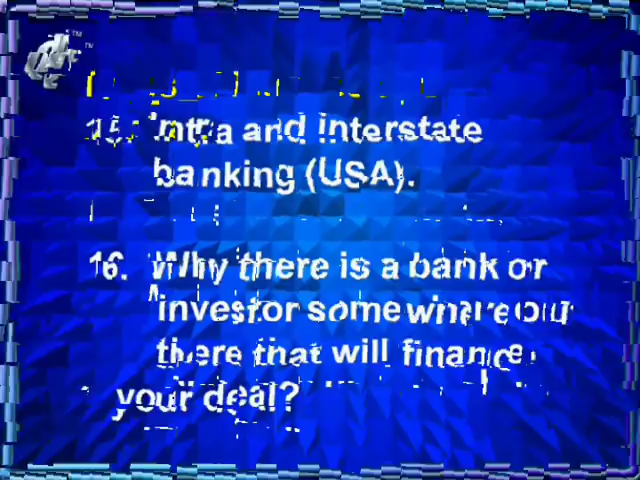 15. Intra and interstate
banking (USA).
16. Why there is a bank or
investor somewhere out
there that will finance
your deal?